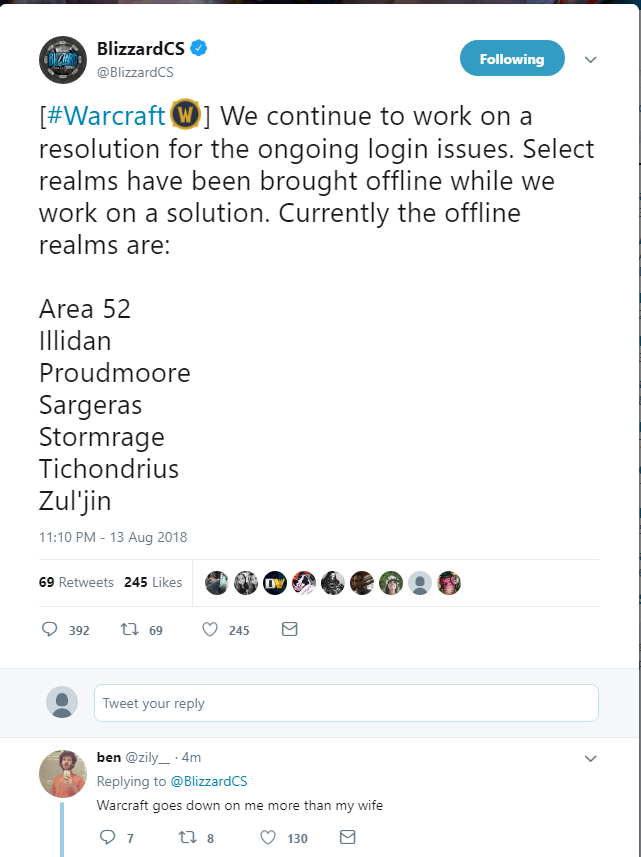 BlizzardCS
@BlizzardCS
Following
[#Warcraft W] We continue to work on a
resolution for the ongoing login issues. Select
realms have been brought offline while we
work on a solution. Currently the offline
realms are:
Area 52
Illidan
Proudmoore
Sargeras
Stormrage
Tichondrius
Zul'jin
11:10 PM - 13 Aug 2018
69 Retweets 245 Likes
392 69 245
Tweet your reply
ben @zily__ · 4m
Replying to @BlizzardCS
Warcraft goes down on me more than my wife
7 8 130